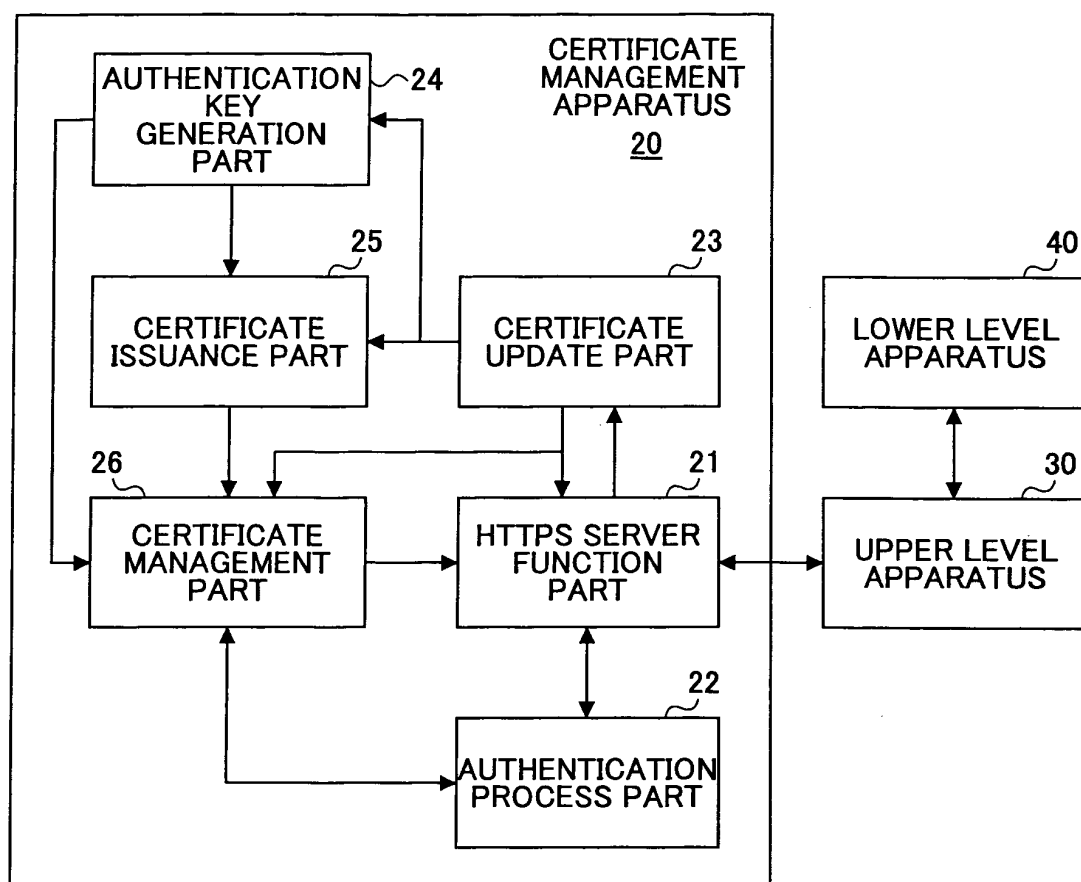 CERTIFICATE
MANAGEMENT
APPARATUS
20
AUTHENTICATION
KEY
GENERATION
PART
24
25
CERTIFICATE
ISSUANCE PART
23
CERTIFICATE
UPDATE PART
40
LOWER LEVEL
APPARATUS
26
CERTIFICATE
MANAGEMENT
PART
21
HTTPS SERVER
FUNCTION
PART
30
UPPER LEVEL
APPARATUS
22
AUTHENTICATION
PROCESS PART